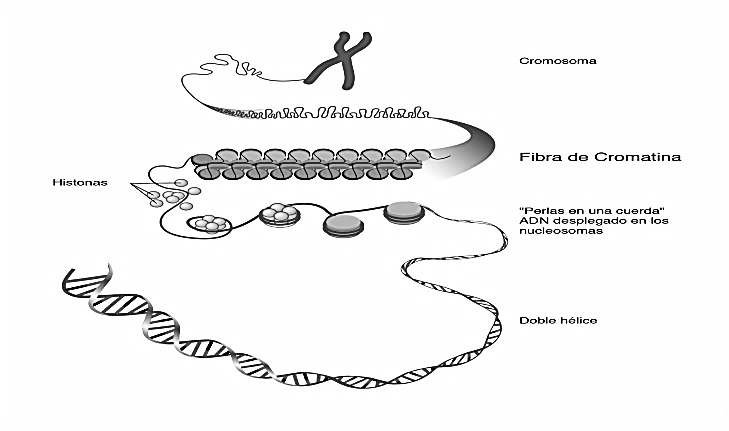 Cromosoma
Fibra de Cromatina
Histonas
"Perlas en una cuerda"
ADN desplegado en los
nucleosomas
Doble hélice